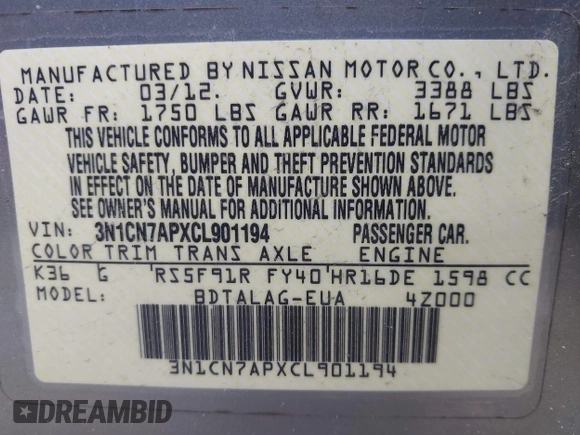 MANUFACTURED BY NISSAN MOTOR CO., LTD.
DATE: 03/12. GVWR: 3388 LBS
GAWR FR: 1750 LBS GAWR RR: 1671 LBS
THIS VEHICLE CONFORMS TO ALL APPLICABLE FEDERAL MOTOR
VEHICLE SAFETY, BUMPER AND THEFT PREVENTION STANDARDS
IN EFFECT ON THE DATE OF MANUFACTURE SHOWN ABOVE.
SEE OWNER'S MANUAL FOR ADDITIONAL INFORMATION.
VIN: 3N1CN7APXCL901194 PASSENGER CAR.
COLOR TRIM TRANS AXLE ENGINE
K36 G RS5F91R FY40 HR16DE 1598 CC
MODEL: BDTALAG-EUA 4Z000
3N1CN7APXCL901194
DREAMBID